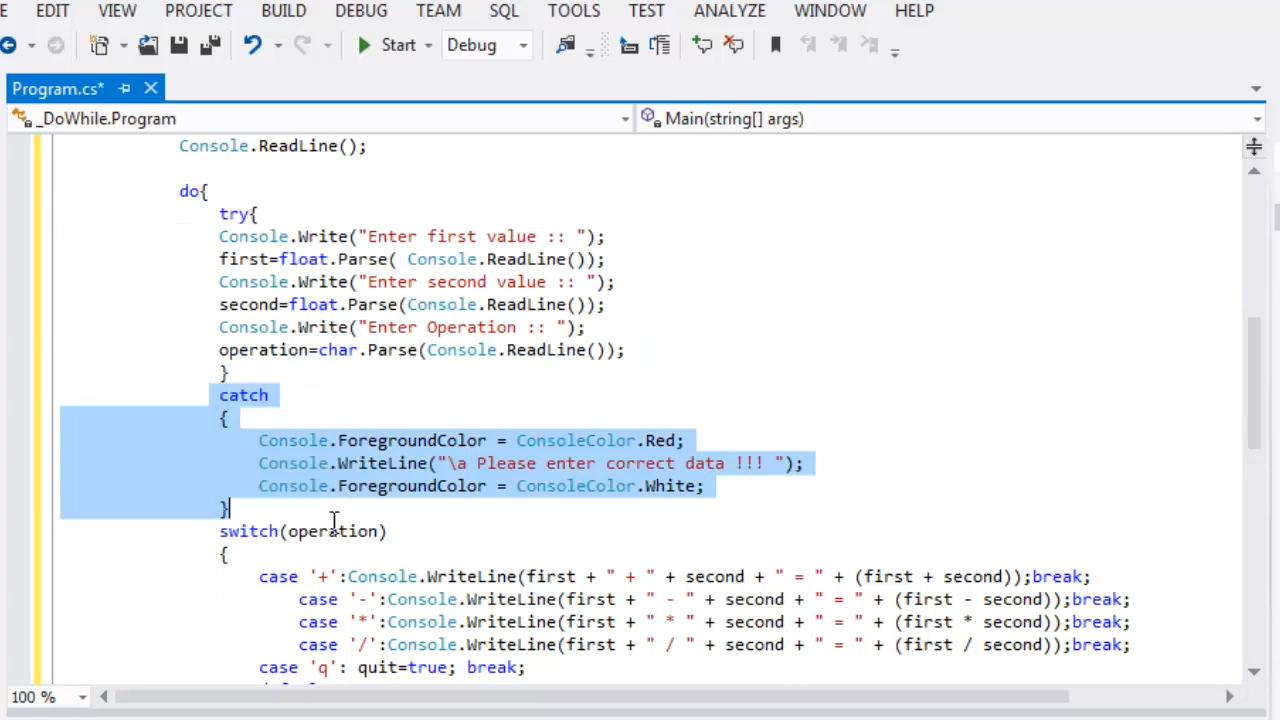 EDIT VIEW PROJECT BUILD DEBUG TEAM SQL TOOLS TEST ANALYZE WINDOW HELP
Start Debug
Program.cs*
_DoWhile.Program Main(string[] args)
Console.ReadLine();
do{
try{
Console.Write("Enter first value :: ");
first=float.Parse( Console.ReadLine());
Console.Write("Enter second value :: ");
second=float.Parse(Console.ReadLine());
Console.Write("Enter Operation :: ");
operation=char.Parse(Console.ReadLine());
}
catch
{
Console.ForegroundColor = ConsoleColor.Red;
Console.WriteLine("\a Please enter correct data !!! ");
Console.ForegroundColor = ConsoleColor.White;
}
switch(operation)
{
case '+':Console.WriteLine(first + " + " + second + " = " + (first + second));break;
case '-':Console.WriteLine(first + " - " + second + " = " + (first - second));break;
case '*':Console.WriteLine(first + " * " + second + " = " + (first * second));break;
case '/':Console.WriteLine(first + " / " + second + " = " + (first / second));break;
case 'q': quit=true; break;
100 %